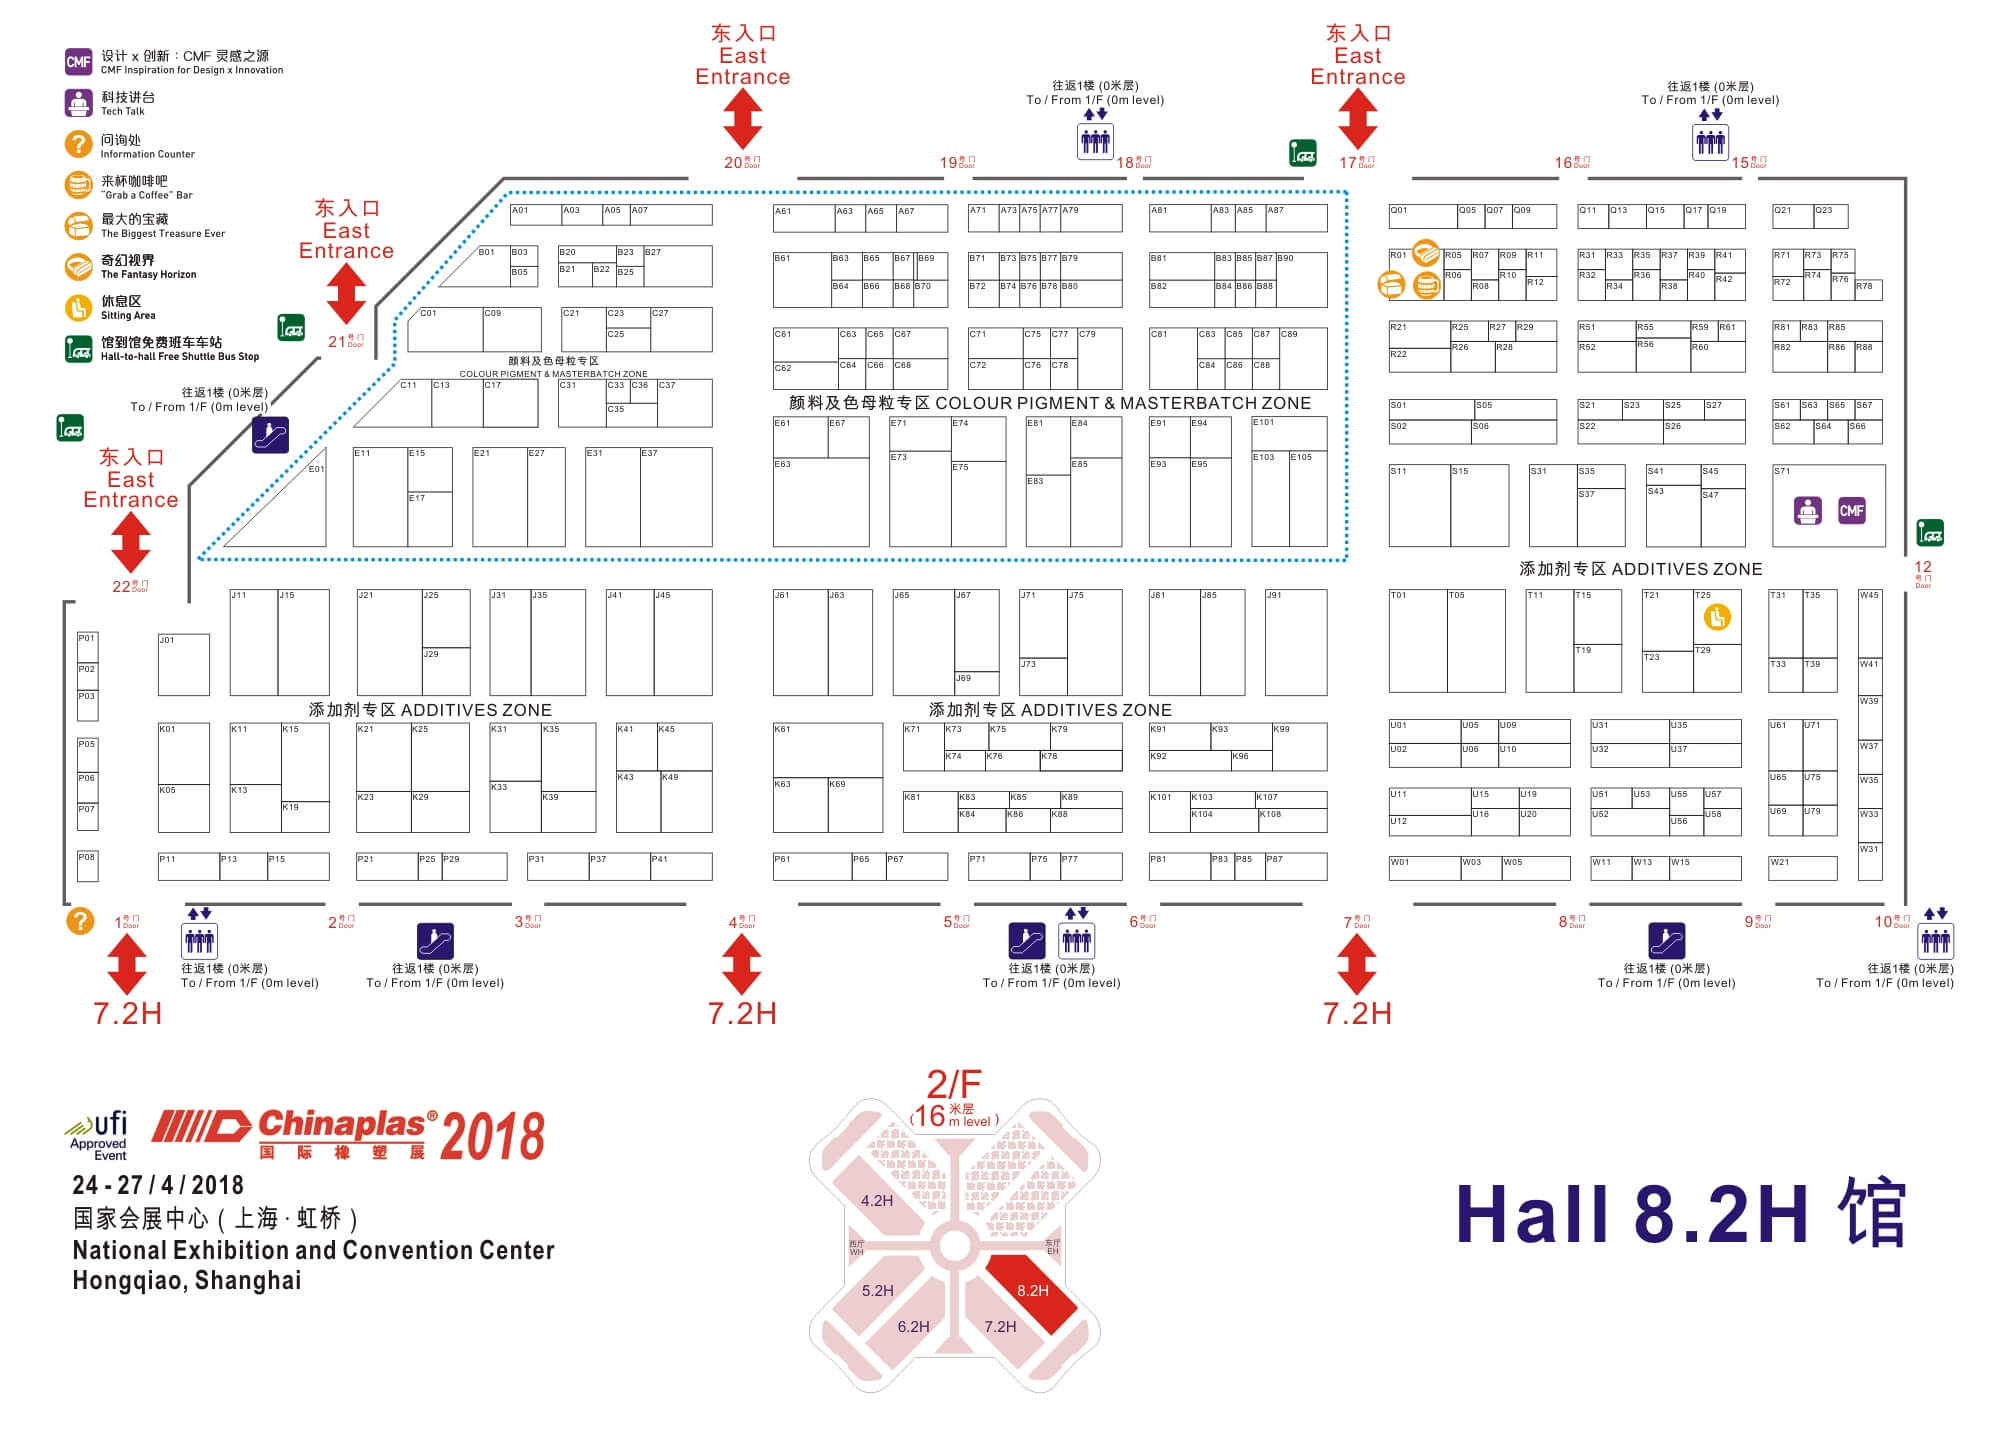 设计 x 创新：CMF 灵感之源
CMF Inspiration for Design x Innovation
CMF
科技讲台
Tech Talk
问询处
Information Counter
?
来杯咖啡吧
"Grab a Coffee" Bar
最大的宝藏
The Biggest Treasure Ever
奇幻视界
The Fantasy Horizon
休息区
Sitting Area
馆到馆免费班车车站
Hall-to-hall Free Shuttle Bus Stop
东入口
East
Entrance
东入口
East
Entrance
往返1楼 (0米层)
To / From 1/F (0m level)
往返1楼 (0米层)
To / From 1/F (0m level)
20号门 Door
19号门 Door
18号门 Door
17号门 Door
16号门 Door
15号门 Door
东入口
East
Entrance
21号门 Door
往返1楼 (0米层)
To / From 1/F (0m level)
东入口
East
Entrance
22号门 Door
12
号门
Door
A01 A03 A05 A07 A61 A63 A65 A67 A71 A73 A75 A77 A79 A81 A83 A85 A87 Q01 Q05 Q07 Q09 Q11 Q13 Q15 Q17 Q19 Q21 Q23
B01 B03 B20 B23 B27 B61 B63 B65 B67 B69 B71 B73 B75 B77 B79 B81 B83 B85 B87 B90 R01 R05 R07 R09 R11 R31 R33 R35 R37 R39 R41 R71 R73 R75
B05 B21 B22 B25 B64 B66 B68 B70 B72 B74 B76 B78 B80 B82 B84 B86 B88 R06 R08 R10 R12 R32 R34 R36 R38 R40 R42 R72 R74 R76 R78
C01 C09 C21 C23 C27 C61 C63 C65 C67 C71 C75 C77 C79 C81 C83 C85 C87 C89 R21 R25 R27 R29 R51 R55 R59 R61 R81 R83 R85
C25 C62 C64 C66 C68 C72 C76 C78 C84 C86 C88 R22 R26 R28 R52 R56 R60 R82 R86 R88
颜料及色母粒专区
COLOUR PIGMENT & MASTERBATCH ZONE
C11 C13 C17 C31 C33 C36 C37
C35
颜料及色母粒专区 COLOUR PIGMENT & MASTERBATCH ZONE
S01 S05 S21 S23 S25 S27 S61 S63 S65 S67
S02 S06 S22 S26 S62 S64 S66
E01 E11 E15 E21 E27 E31 E37 E61 E67 E71 E74 E81 E84 E91 E94 E101
E17 E63 E73 E75 E83 E85 E93 E95 E103 E105
S11 S15 S31 S35 S41 S45 S71
S37 S43 S47
CMF
添加剂专区 ADDITIVES ZONE
J01 J11 J15 J21 J25 J31 J35 J41 J45 J61 J63 J65 J67 J71 J75 J81 J85 J91 T01 T05 T11 T15 T21 T25 T31 T35 W45
J29 J69 J73 T19 T23 T29 T33 T39 W41
W39
P01
P02
P03
P05
P06
P07
P08
添加剂专区 ADDITIVES ZONE
添加剂专区 ADDITIVES ZONE
K01 K11 K15 K21 K25 K31 K35 K41 K45 K61 K71 K73 K75 K79 K91 K93 K99 U01 U05 U09 U31 U35 U61 U71
K74 K76 K78 K92 K96 U02 U06 U10 U32 U37 W37
K05 K13 K19 K23 K29 K33 K39 K43 K49 K63 K69 U65 U75 W35
K81 K83 K85 K89 K101 K103 K107 U11 U15 U19 U51 U53 U55 U57
K84 K86 K88 K104 K108 U12 U16 U20 U52 U56 U58 U69 U79 W33
W31
P11 P13 P15 P21 P25 P29 P31 P37 P41 P61 P65 P67 P71 P75 P77 P81 P83 P85 P87 W01 W03 W05 W11 W13 W15 W21
?
1号门 Door
2号门 Door
3号门 Door
4号门 Door
5号门 Door
6号门 Door
7号门 Door
8号门 Door
9号门 Door
10号门 Door
往返1楼 (0米层)
To / From 1/F (0m level)
往返1楼 (0米层)
To / From 1/F (0m level)
往返1楼 (0米层)
To / From 1/F (0m level)
往返1楼 (0米层)
To / From 1/F (0m level)
往返1楼 (0米层)
To / From 1/F (0m level)
7.2H
7.2H
7.2H
ufi
Approved
Event
Chinaplas® 2018
国际橡塑展
24 - 27 / 4 / 2018
国家会展中心 ( 上海 · 虹桥 )
National Exhibition and Convention Center
Hongqiao, Shanghai
2/F
(16米层 m level)
4.2H
西厅
WH
东厅
EH
5.2H
8.2H
6.2H
7.2H
Hall 8.2H 馆